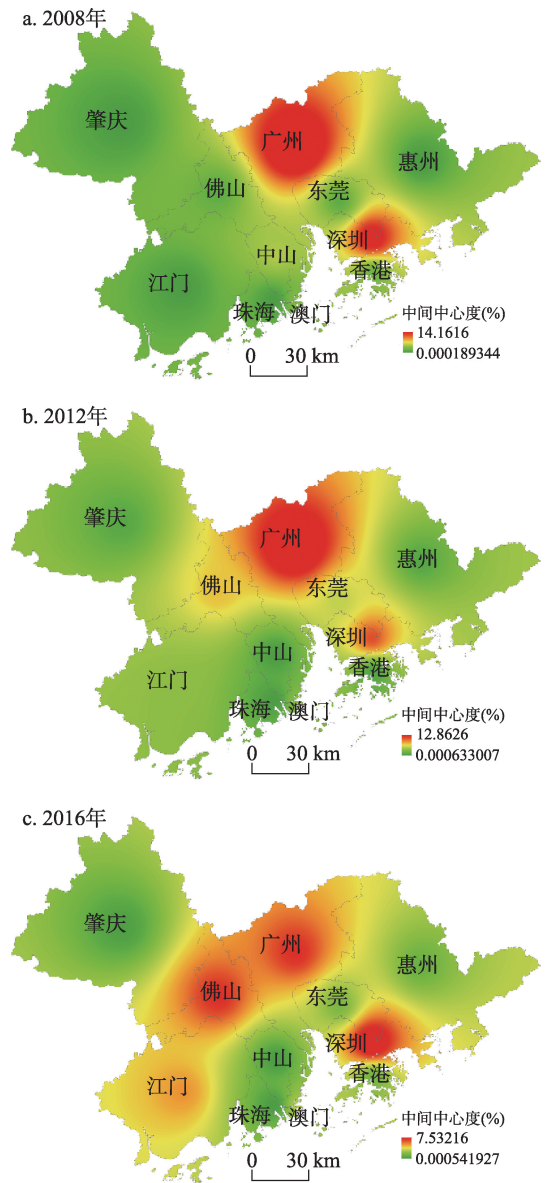 a. 2008年
肇庆
广州
惠州
佛山
东莞
深圳
中山
香港
江门
珠海
澳门
中间中心度(%)
14.1616
0.000189344
0 30 km
b. 2012年
肇庆
广州
惠州
佛山
东莞
深圳
中山
香港
江门
珠海
澳门
中间中心度(%)
12.8626
0.000633007
0 30 km
c. 2016年
肇庆
广州
惠州
佛山
东莞
深圳
中山
香港
江门
珠海
澳门
中间中心度(%)
7.53216
0.000541927
0 30 km